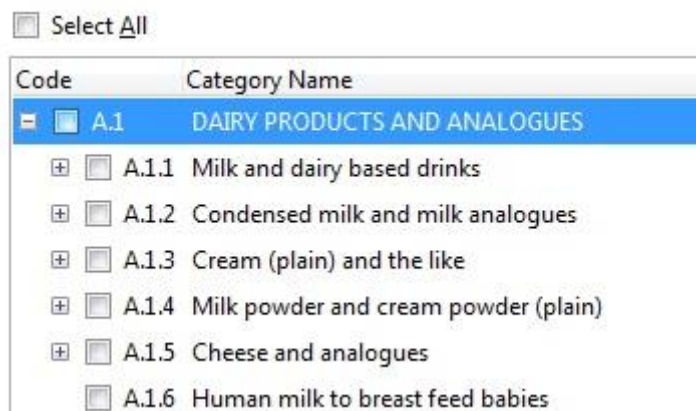 Select All
Code Category Name
A.1 DAIRY PRODUCTS AND ANALOGUES
A.1.1 Milk and dairy based drinks
A.1.2 Condensed milk and milk analogues
A.1.3 Cream (plain) and the like
A.1.4 Milk powder and cream powder (plain)
A.1.5 Cheese and analogues
A.1.6 Human milk to breast feed babies